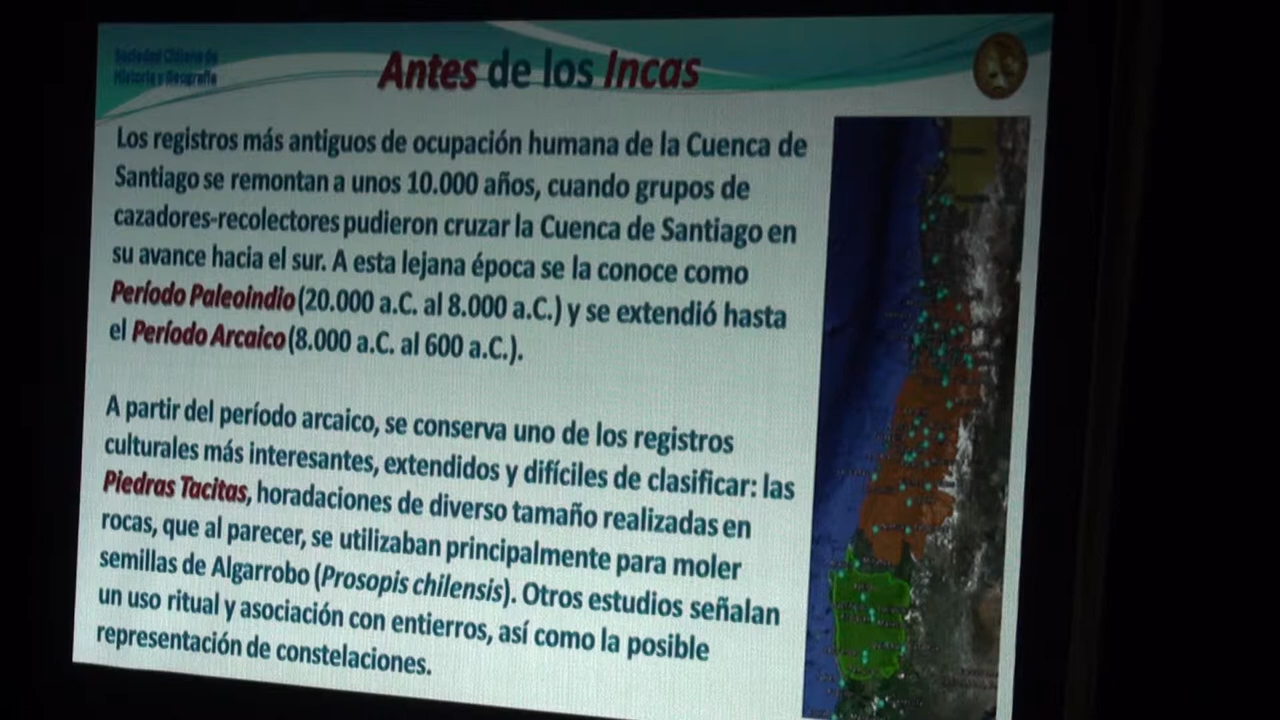 Sociedad Chilena de
Historia y Geografía
Antes de los Incas
Los registros más antiguos de ocupación humana de la Cuenca de
Santiago se remontan a unos 10.000 años, cuando grupos de
cazadores-recolectores pudieron cruzar la Cuenca de Santiago en
su avance hacia el sur. A esta lejana época se la conoce como
Período Paleoindio (20.000 a.C. al 8.000 a.C.) y se extendió hasta
el Período Arcaico (8.000 a.C. al 600 a.C.).
A partir del período arcaico, se conserva uno de los registros
culturales más interesantes, extendidos y difíciles de clasificar: las
Piedras Tacitas, horadaciones de diverso tamaño realizadas en
rocas, que al parecer, se utilizaban principalmente para moler
semillas de Algarrobo (Prosopis chilensis). Otros estudios señalan
un uso ritual y asociación con entierros, así como la posible
representación de constelaciones.